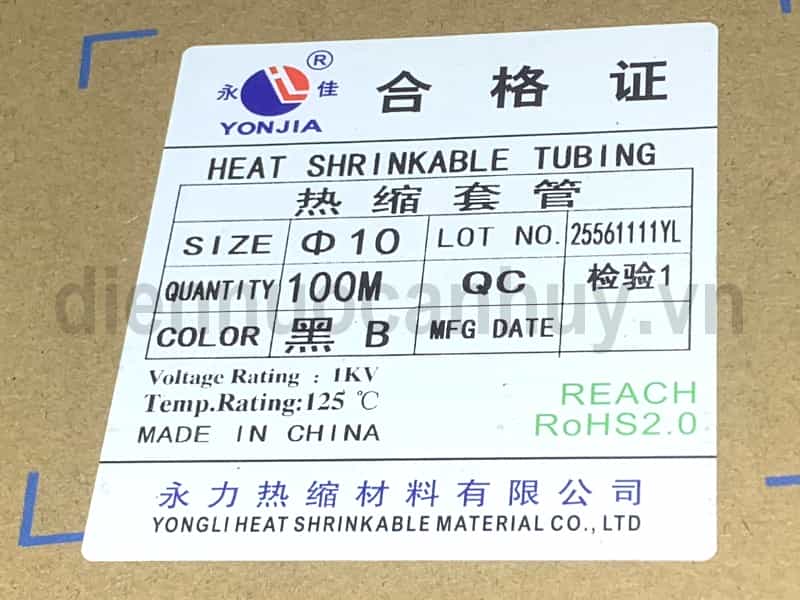 永佳 ®
YONJIA
合格证
HEAT SHRINKABLE TUBING
热缩套管
SIZE Φ10 LOT NO. 25561111YL
QUANTITY 100M QC 检验1
COLOR 黑 B MFG DATE
diennuocanhuy.vn
Voltage Rating : 1KV
Temp.Rating:125 ℃
MADE IN CHINA
REACH
RoHS2.0
永力热缩材料有限公司
YONGLI HEAT SHRINKABLE MATERIAL CO., LTD